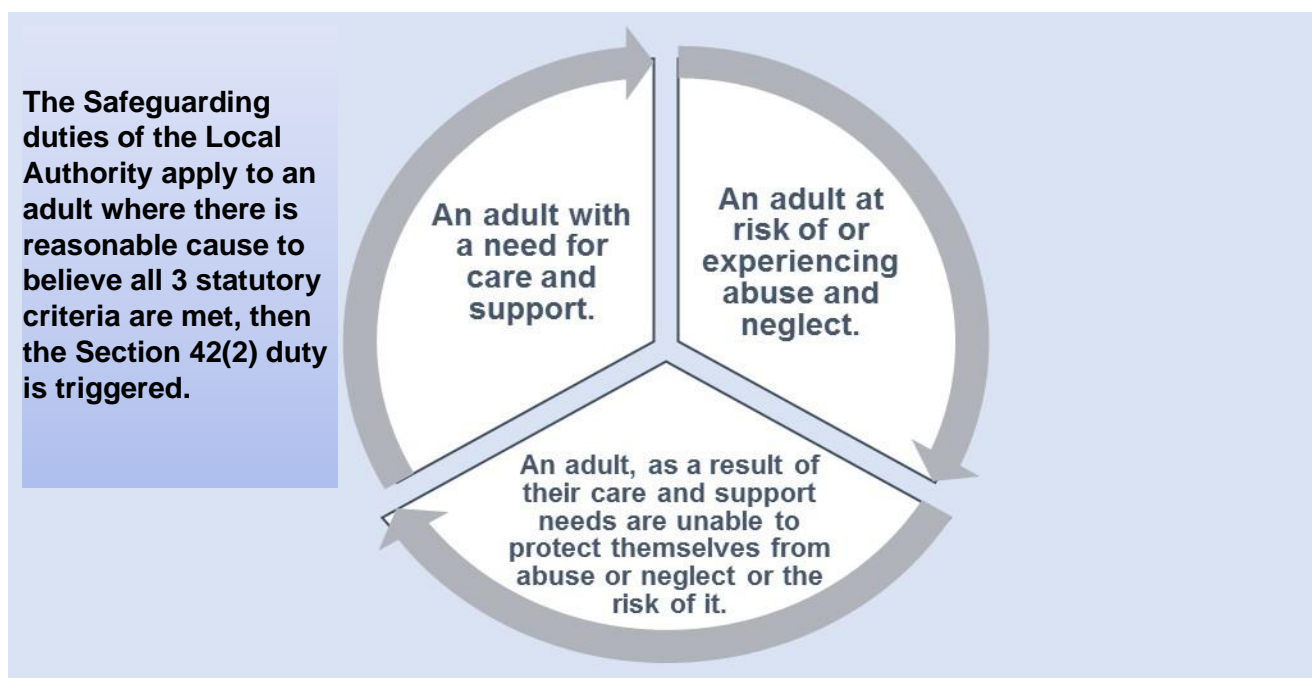 The Safeguarding
duties of the Local
Authority apply to an
adult where there is
reasonable cause to
believe all 3 statutory
criteria are met, then
the Section 42(2) duty
is triggered.
An adult with
a need for
care and
support.
An adult at
risk of or
experiencing
abuse and
neglect.
An adult, as a result of
their care and support
needs are unable to
protect themselves from
abuse or neglect or the
risk of it.